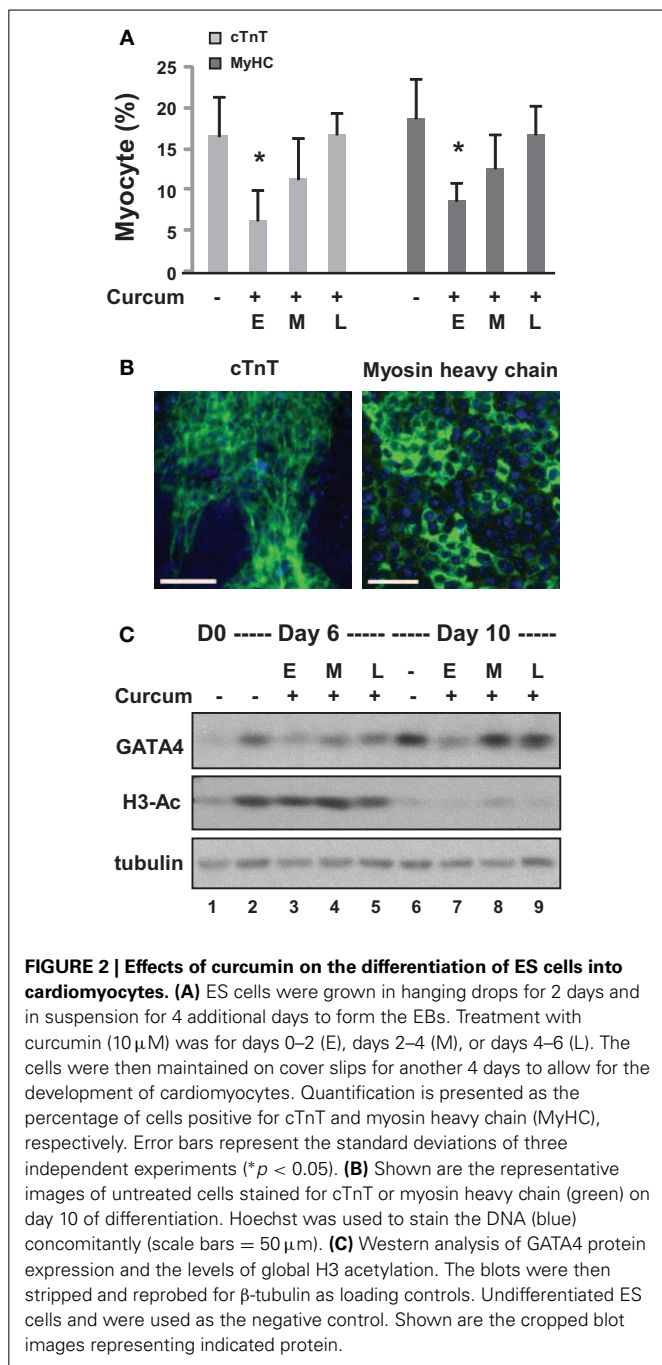 A
cTnT
MyHC
Myocyte (%)
25
20
15
10
5
0
* *
Curcum - + + + - + + +
E M L E M L
B
cTnT Myosin heavy chain
C
D0 ----- Day 6 ----- ----- Day 10 -----
E M L - E M L
Curcum - - + + + - + + +
GATA4
H3-Ac
tubulin
1 2 3 4 5 6 7 8 9
FIGURE 2 | Effects of curcumin on the differentiation of ES cells into
cardiomyocytes. (A) ES cells were grown in hanging drops for 2 days and
in suspension for 4 additional days to form the EBs. Treatment with
curcumin (10 μM) was for days 0–2 (E), days 2–4 (M), or days 4–6 (L). The
cells were then maintained on cover slips for another 4 days to allow for the
development of cardiomyocytes. Quantification is presented as the
percentage of cells positive for cTnT and myosin heavy chain (MyHC),
respectively. Error bars represent the standard deviations of three
independent experiments (*p < 0.05). (B) Shown are the representative
images of untreated cells stained for cTnT or myosin heavy chain (green) on
day 10 of differentiation. Hoechst was used to stain the DNA (blue)
concomitantly (scale bars = 50 μm). (C) Western analysis of GATA4 protein
expression and the levels of global H3 acetylation. The blots were then
stripped and reprobed for β-tubulin as loading controls. Undifferentiated ES
cells and were used as the negative control. Shown are the cropped blot
images representing indicated protein.